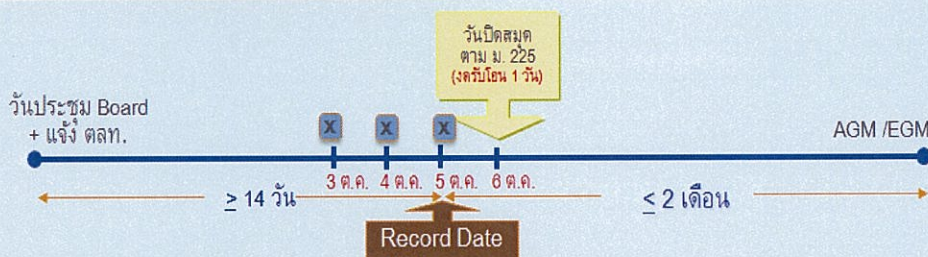 วันปิดสมุด
ตาม ม. 225
(งดรับโอน 1 วัน)
วันประชุม Board
+ แจ้ง ตลท.
X X X
AGM /EGM
3 ต.ค. 4 ต.ค. 5 ต.ค. 6 ต.ค.
≥ 14 วัน
≤ 2 เดือน
Record Date